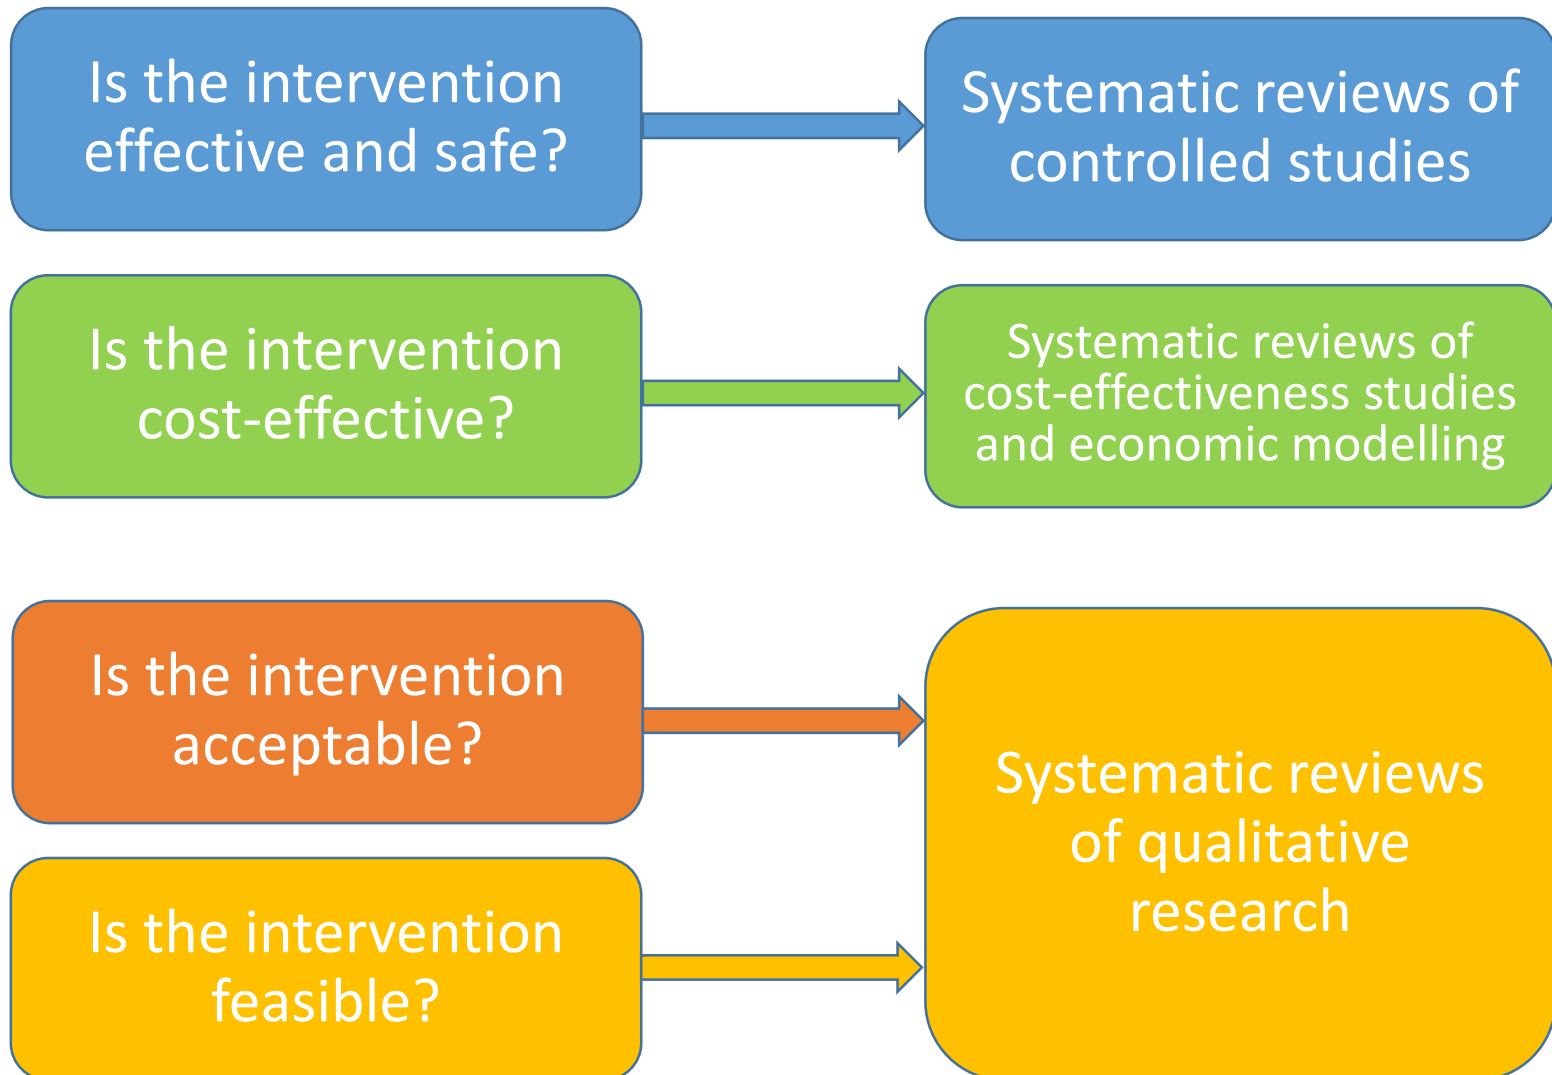 Is the intervention
effective and safe?
Systematic reviews of
controlled studies
Is the intervention
cost-effective?
Systematic reviews of
cost-effectiveness studies
and economic modelling
Is the intervention
acceptable?
Systematic reviews
of qualitative
research
Is the intervention
feasible?